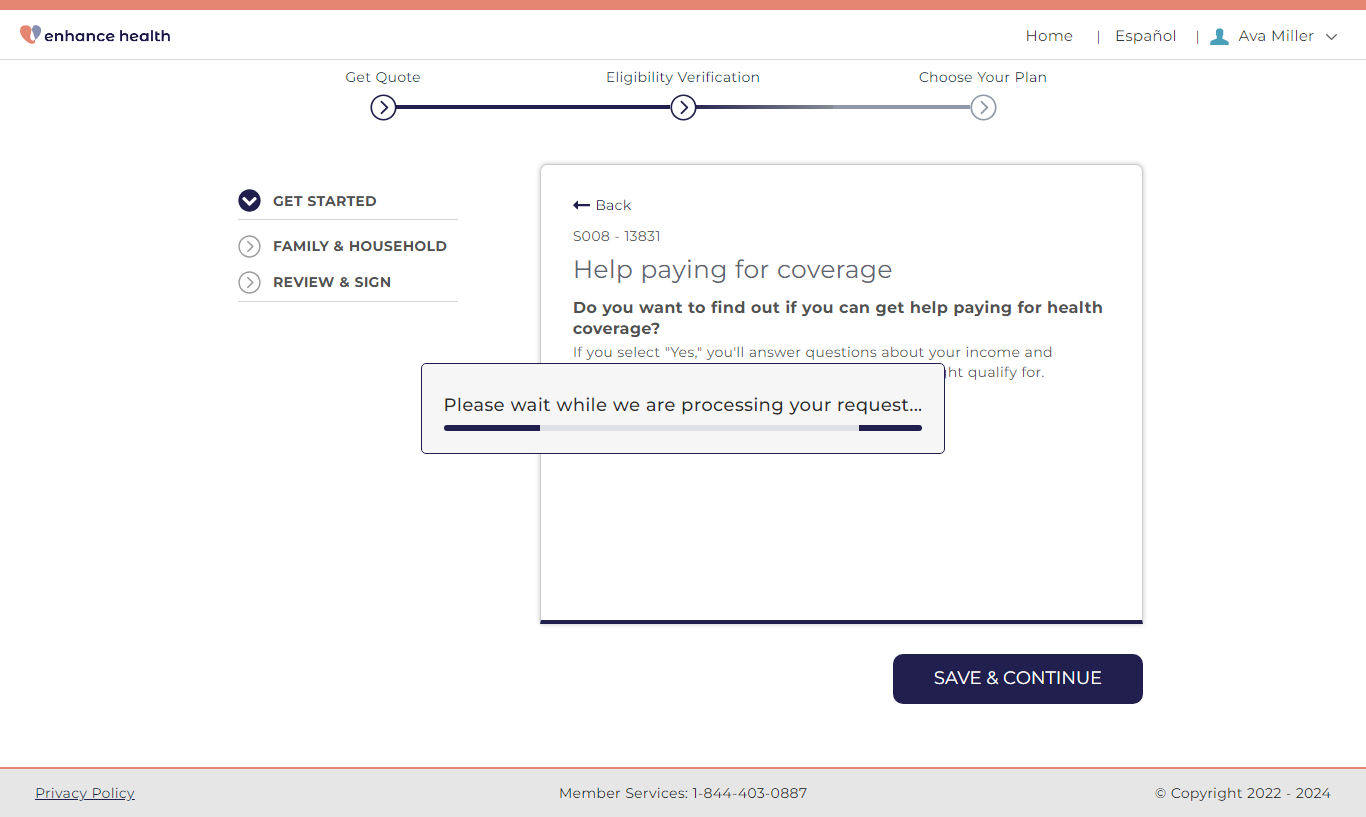 enhance health
Home | Español | Ava Miller
Get Quote
Eligibility Verification
Choose Your Plan
GET STARTED
FAMILY & HOUSEHOLD
REVIEW & SIGN
Back
S008 - 13831
Help paying for coverage
Do you want to find out if you can get help paying for health
coverage?
If you select "Yes," you'll answer questions about your income and
qualify for.
Please wait while we are processing your request...
SAVE & CONTINUE
Privacy Policy
Member Services: 1-844-403-0887
© Copyright 2022 - 2024